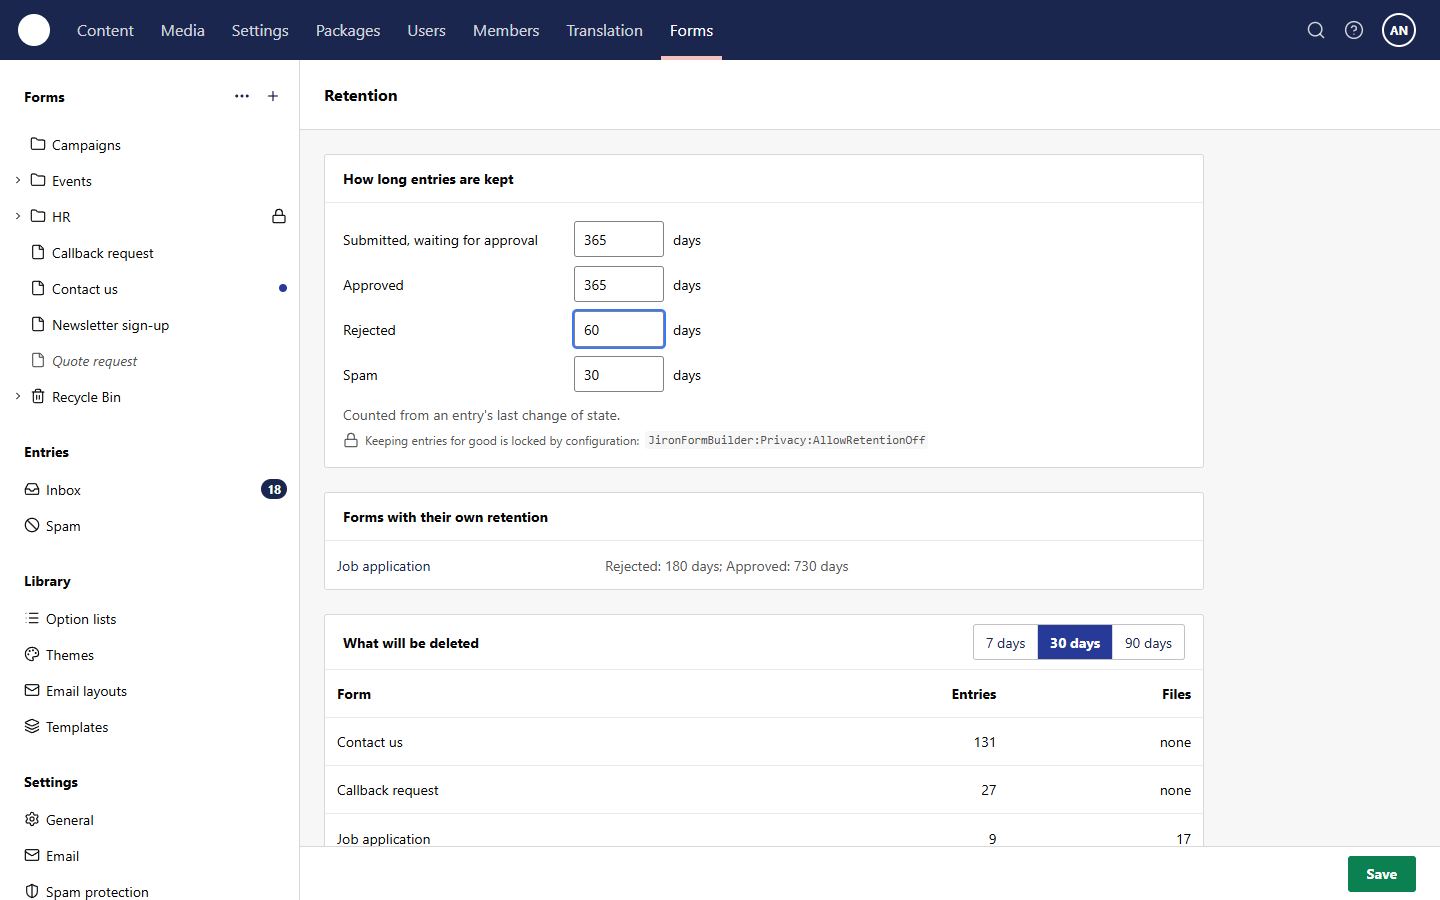 Content Media Settings Packages Users Members Translation Forms AN
Forms
Campaigns
Events
HR
Callback request
Contact us
Newsletter sign-up
Quote request
Recycle Bin
Entries
Inbox 18
Spam
Library
Option lists
Themes
Email layouts
Templates
Settings
General
Email
Spam protection
Retention
How long entries are kept
Submitted, waiting for approval 365 days
Approved 365 days
Rejected 60 days
Spam 30 days
Counted from an entry's last change of state.
Keeping entries for good is locked by configuration: JironFormBuilder:Privacy:AllowRetentionOff
Forms with their own retention
Job application Rejected: 180 days; Approved: 730 days
What will be deleted 7 days 30 days 90 days
Form Entries Files
Contact us 131 none
Callback request 27 none
Job application 9 17
Save